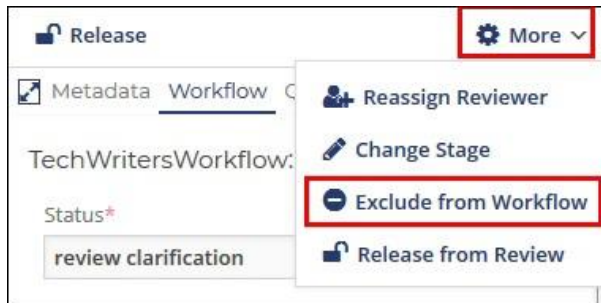 Release
More
Metadata Workflow
Reassign Reviewer
Change Stage
TechWritersWorkflow:
Exclude from Workflow
Status*
Release from Review
review clarification